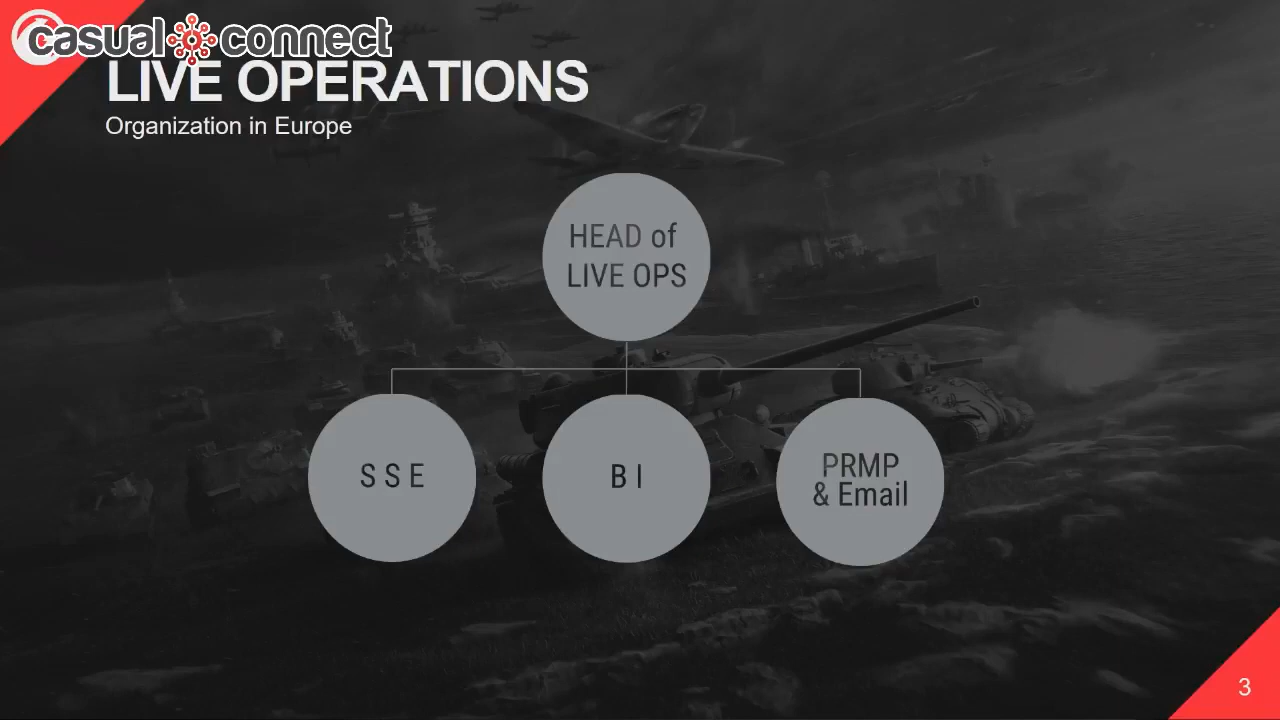 casual connect
LIVE OPERATIONS
Organization in Europe
HEAD of
LIVE OPS
S S E
B I
PRMP
& Email
3